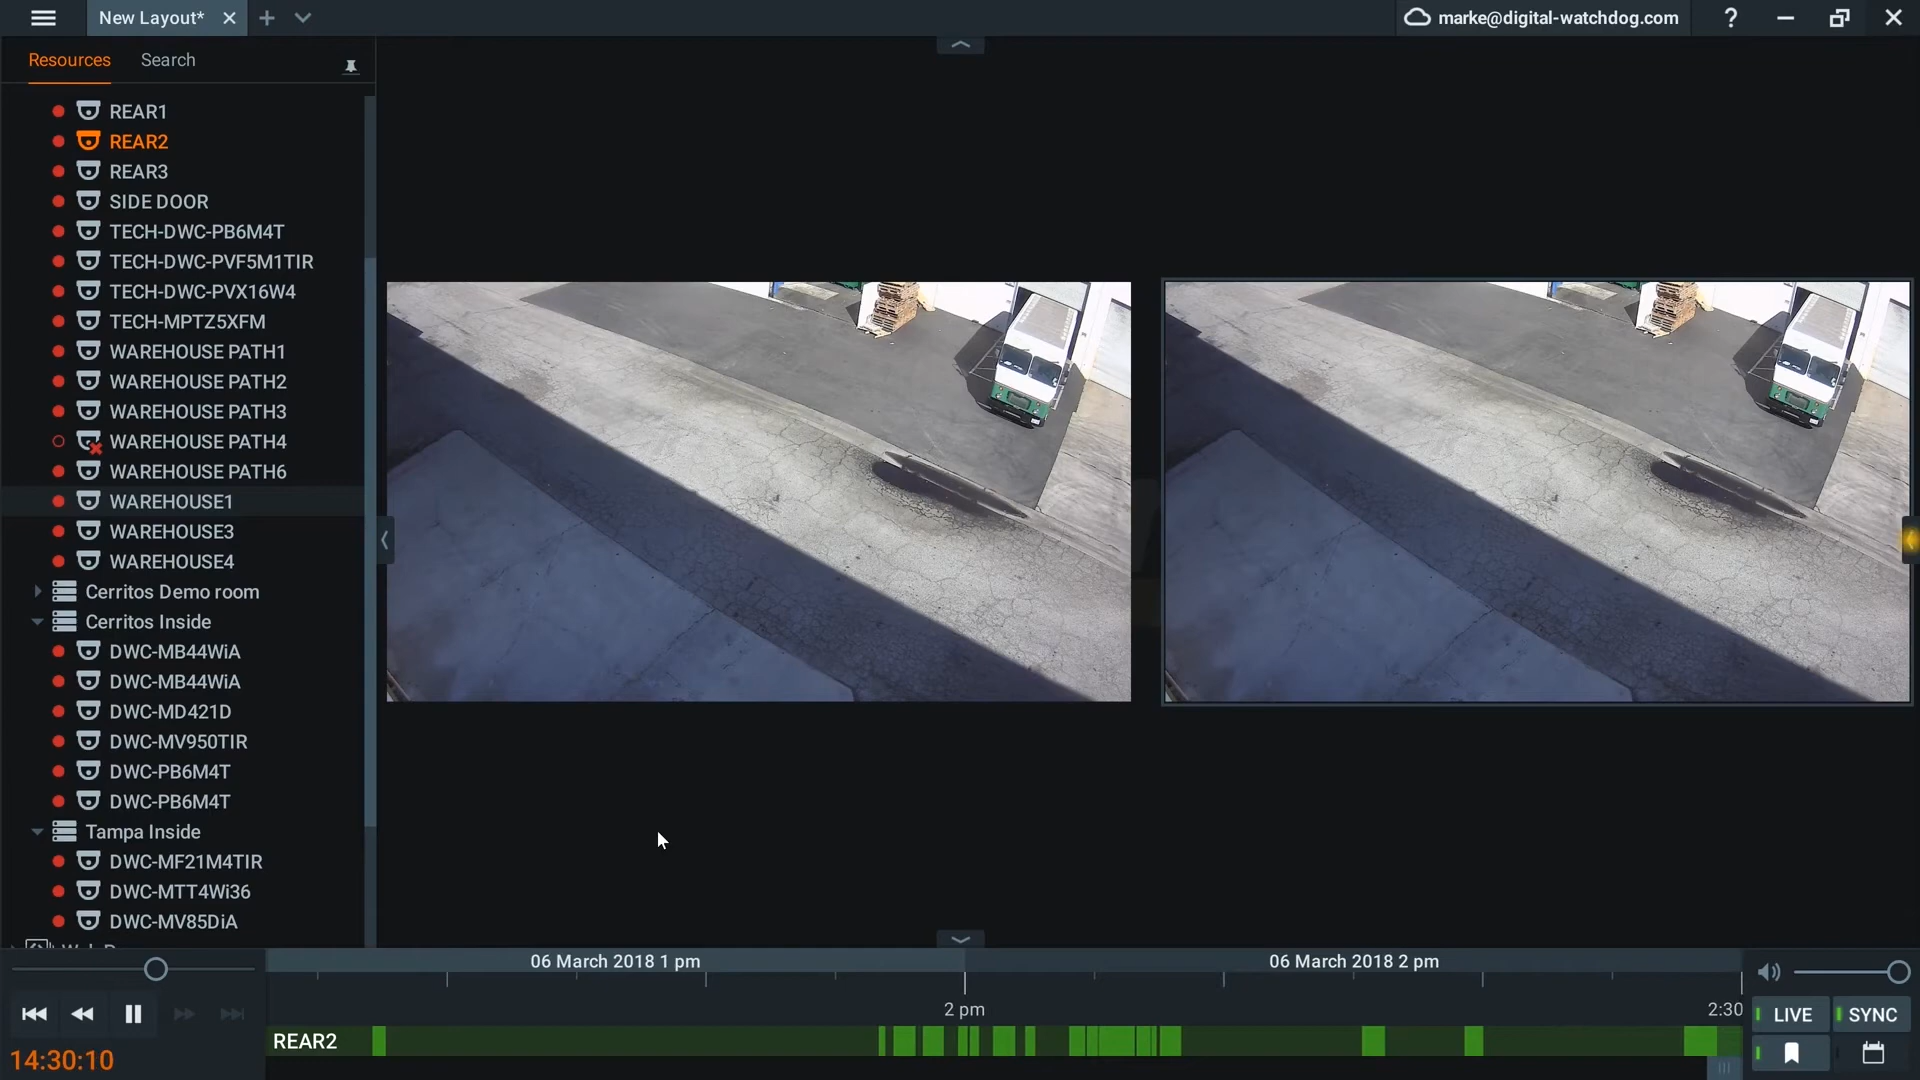 New Layout*
marke@digital-watchdog.com
?
Resources
Search
REAR1
REAR2
REAR3
SIDE DOOR
TECH-DWC-PB6M4T
TECH-DWC-PVF5M1TIR
TECH-DWC-PVX16W4
TECH-MPTZ5XFM
WAREHOUSE PATH1
WAREHOUSE PATH2
WAREHOUSE PATH3
WAREHOUSE PATH4
WAREHOUSE PATH6
WAREHOUSE1
WAREHOUSE3
WAREHOUSE4
Cerritos Demo room
Cerritos Inside
DWC-MB44WiA
DWC-MB44WiA
DWC-MD421D
DWC-MV950TIR
DWC-PB6M4T
DWC-PB6M4T
Tampa Inside
DWC-MF21M4TIR
DWC-MTT4Wi36
DWC-MV85DiA
06 March 2018 1 pm
06 March 2018 2 pm
2 pm
2:30
REAR2
LIVE
SYNC
14:30:10